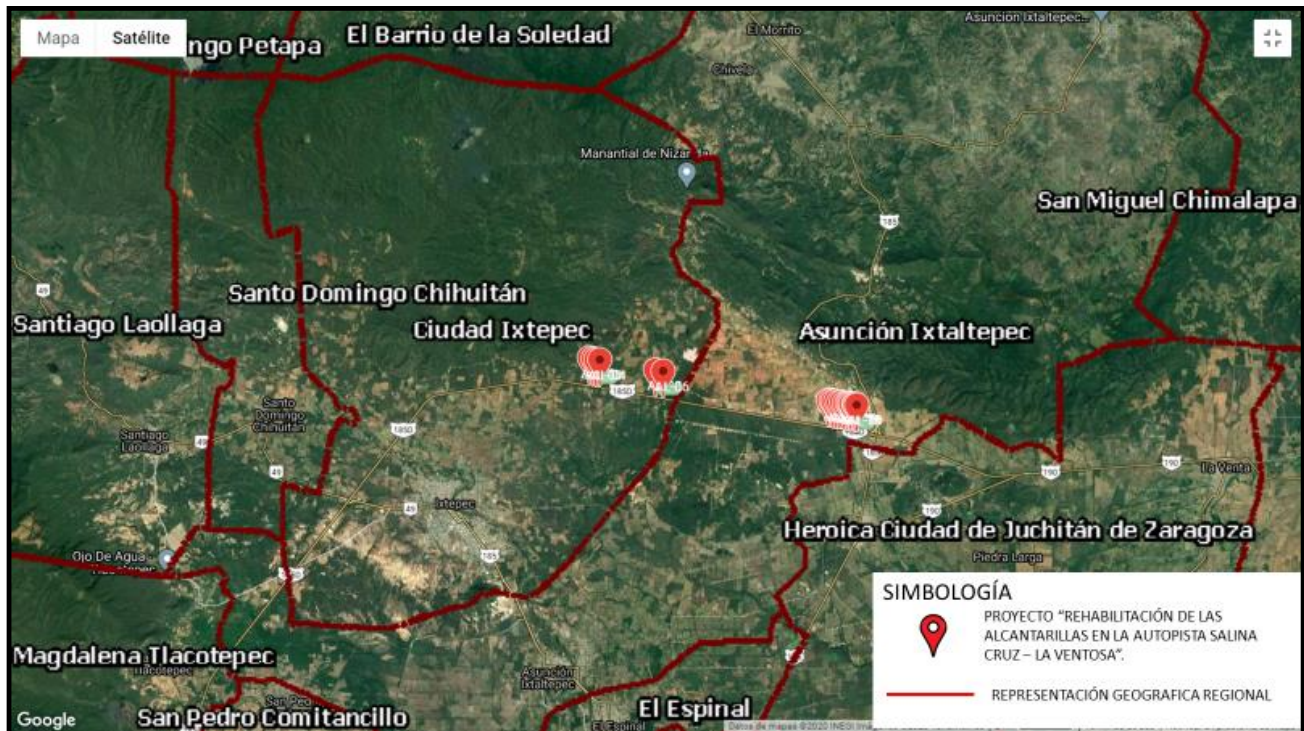 Mapa
Satélite
ngo Petapa
El Barrio de la Soledad
Asunción Ixtaltepec..
El Morrito
Chivela
Manantial de Nizanda
185
San Miguel Chimalapa
49
Santo Domingo Chihuitán
Santiago Laollaga
Ciudad Ixtepec
Asunción Ixtaltepec
185D
Santo
Domingo
Chihuitán
185D
Santiago
Laollaga
49
49
190
190
La Venta
Ixtepec
49
190
Heroica Ciudad de Juchitán de Zaragoza
Piedra Larga
Ojo De Agua
185
SIMBOLOGÍA
PROYECTO “REHABILITACIÓN DE LAS
ALCANTARILLAS EN LA AUTOPISTA SALINA
CRUZ – LA VENTOSA”.
REPRESENTACIÓN GEOGRAFICA REGIONAL
Magdalena Tlacotepec
Tlacotepec
Asunción
Ixtaltepec
San Pedro Comitancillo
El Espinal
El Espinal
Google
Datos de mapas ©2020 INEGI